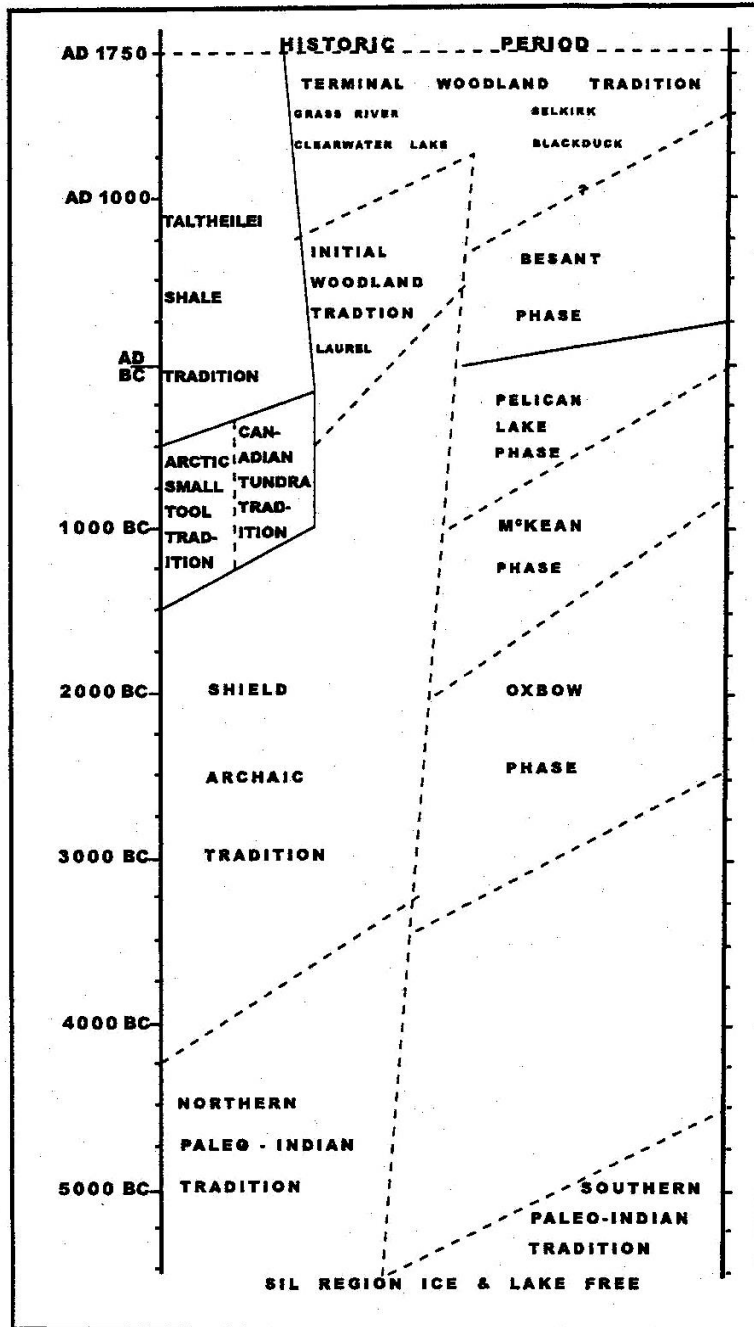 HISTORIC PERIOD
AD 1750
TERMINAL WOODLAND TRADITION
GRASS RIVER SELKIRK
CLEARWATER LAKE BLACKDUCK
?
AD 1000
TALTHEILEI
SHALE
TRADITION
INITIAL
WOODLAND
TRADTION
LAUREL
BESANT
PHASE
AD
BC
ARCTIC
SMALL
TOOL
TRAD-
ITION
CAN-
ADIAN
TUNDRA
TRAD-
ITION
PELICAN
LAKE
PHASE
1000 BC
MCKEAN
PHASE
2000 BC
SHIELD
ARCHAIC
TRADITION
OXBOW
PHASE
3000 BC
4000 BC
NORTHERN
PALEO - INDIAN
TRADITION
5000 BC
SOUTHERN
PALEO-INDIAN
TRADITION
SIL REGION ICE & LAKE FREE